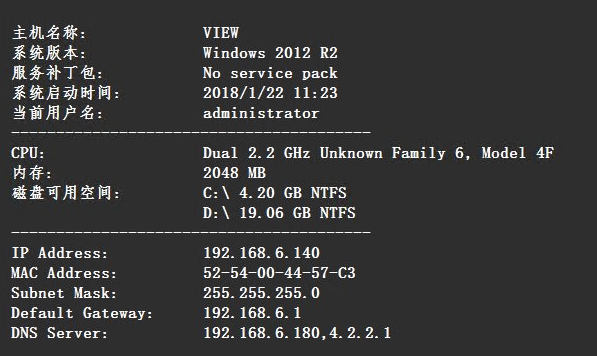 主机名称: VIEW
系统版本: Windows 2012 R2
服务补丁包: No service pack
系统启动时间: 2018/1/22 11:23
当前用户名: administrator
----------------------------------------
CPU: Dual 2.2 GHz Unknown Family 6, Model 4F
内存: 2048 MB
磁盘可用空间: C:\ 4.20 GB NTFS
D:\ 19.06 GB NTFS
----------------------------------------
IP Address: 192.168.6.140
MAC Address: 52-54-00-44-57-C3
Subnet Mask: 255.255.255.0
Default Gateway: 192.168.6.1
DNS Server: 192.168.6.180,4.2.2.1